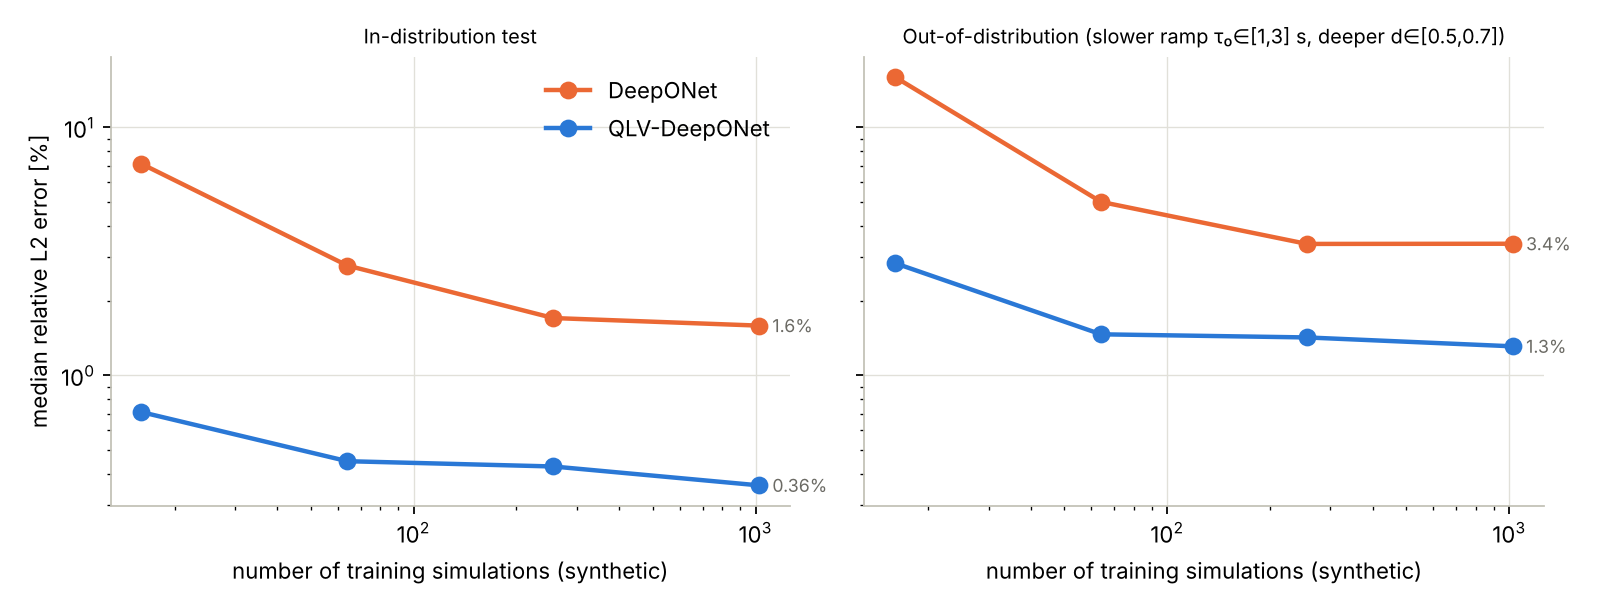 In-distribution test
Out-of-distribution (slower ramp τ₀∈[1,3] s, deeper d∈[0.5,0.7])
DeepONet
QLV-DeepONet
median relative L2 error [%]
10¹
10⁰
1.6%
0.36%
3.4%
1.3%
10²
10³
10²
10³
number of training simulations (synthetic)
number of training simulations (synthetic)